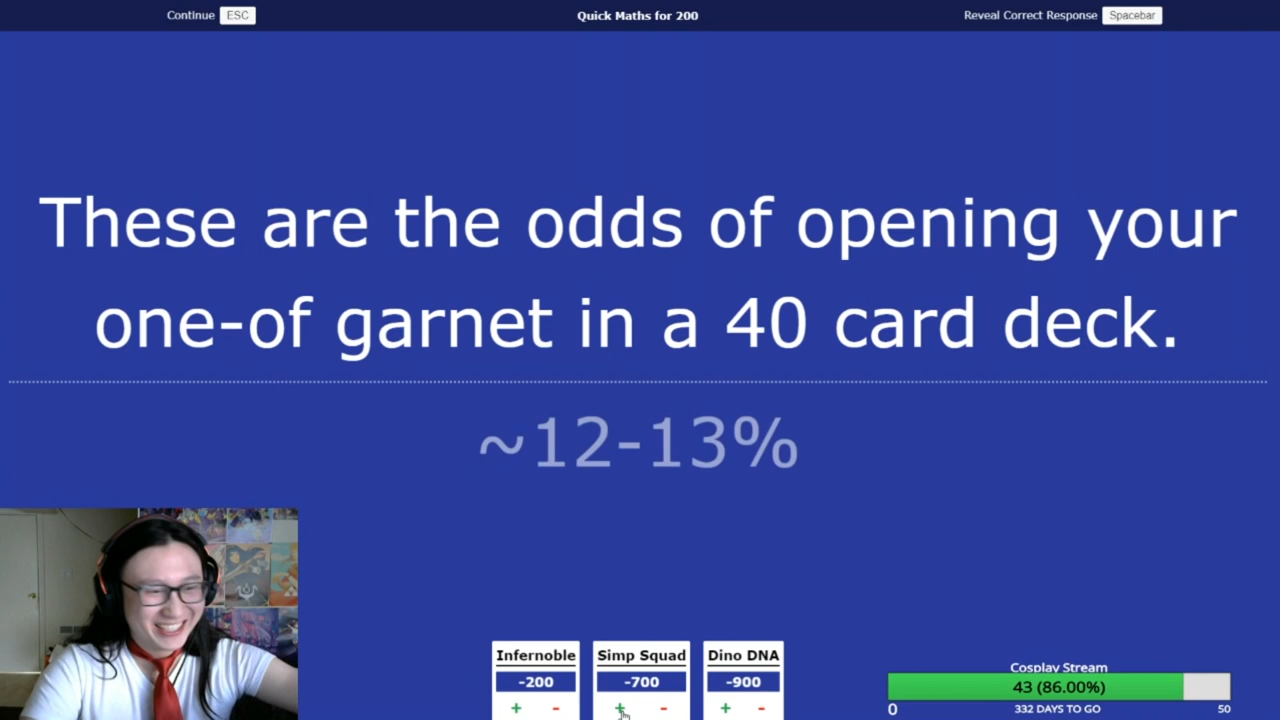 Continue ESC
Quick Maths for 200
Reveal Correct Response Spacebar
These are the odds of opening your
one-of garnet in a 40 card deck.
~12-13%
Infernoble Simp Squad Dino DNA
-200 -700 -900
+ - + - + -
Cosplay Stream
43 (86.00%)
0 332 DAYS TO GO 50